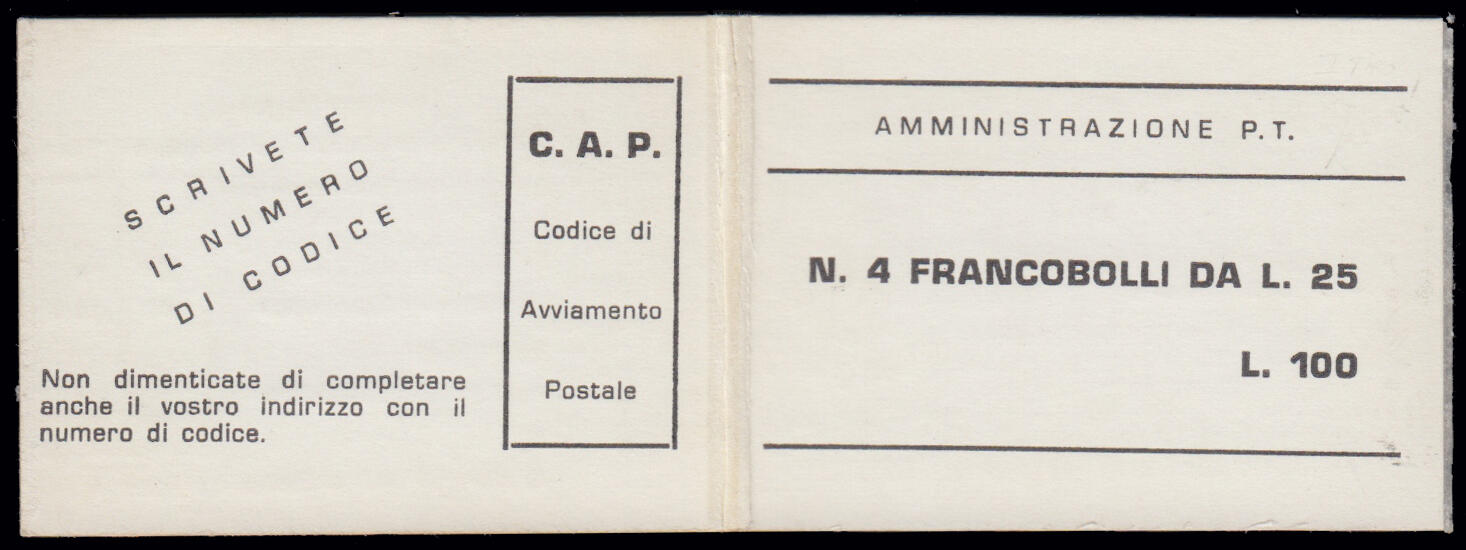 SCRIVETE
IL NUMERO
DI CODICE
Non dimenticate di completare
anche il vostro indirizzo con il
numero di codice.
C. A. P.
Codice di
Avviamento
Postale
AMMINISTRAZIONE P.T.
N. 4 FRANCOBOLLI DA L. 25
L. 100